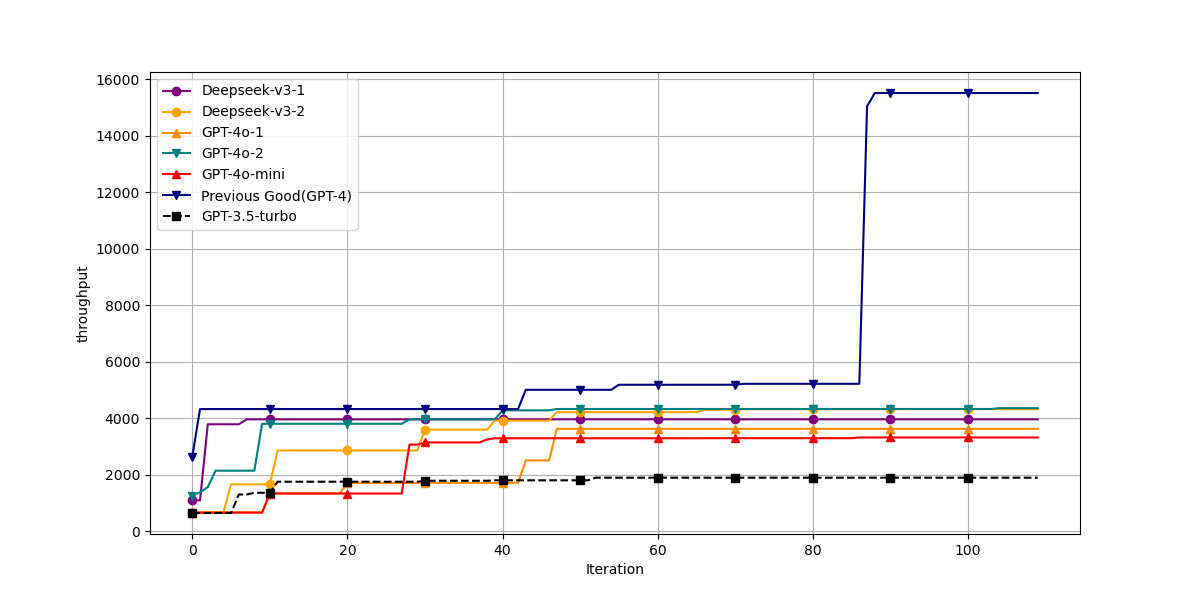 16000
14000
12000
10000
8000
6000
4000
2000
0
throughput
Deepseek-v3-1
Deepseek-v3-2
GPT-4o-1
GPT-4o-2
GPT-4o-mini
Previous Good(GPT-4)
GPT-3.5-turbo
0 20 40 60 80 100
Iteration